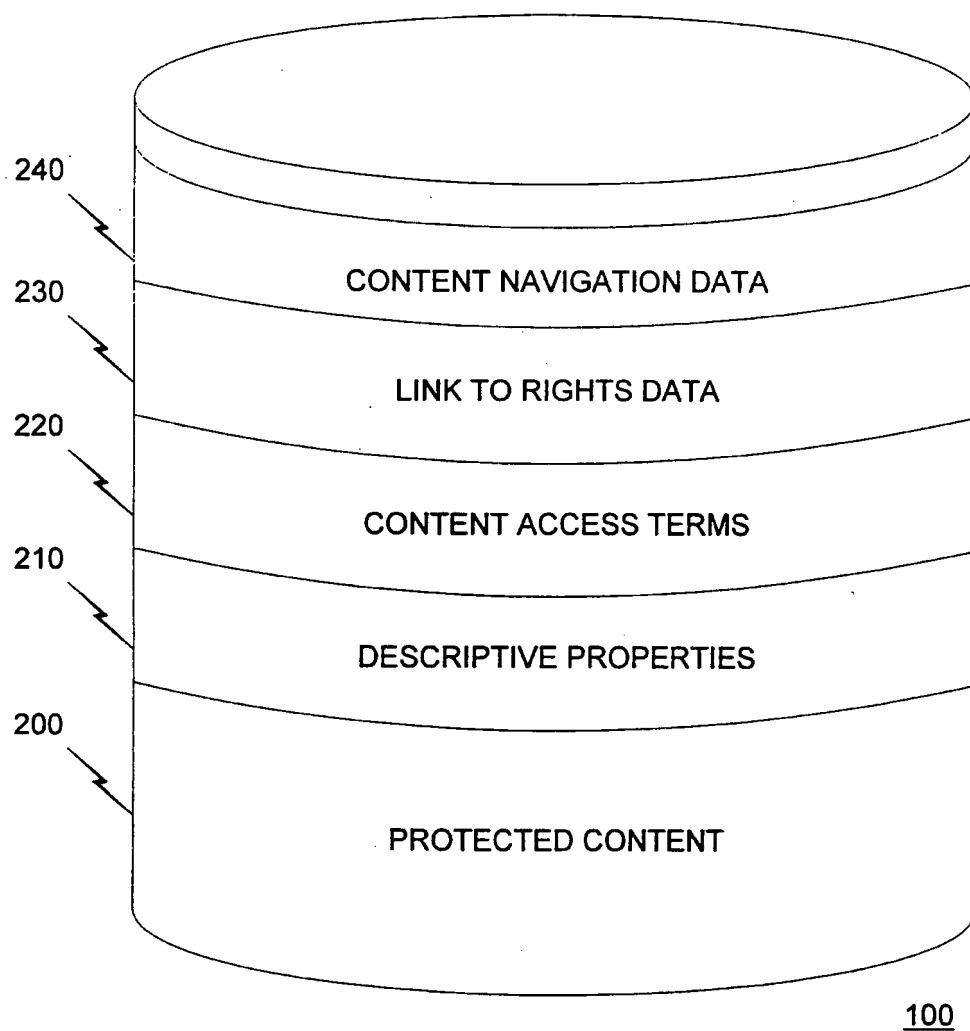 240
CONTENT NAVIGATION DATA
230
LINK TO RIGHTS DATA
220
CONTENT ACCESS TERMS
210
DESCRIPTIVE PROPERTIES
200
PROTECTED CONTENT
100